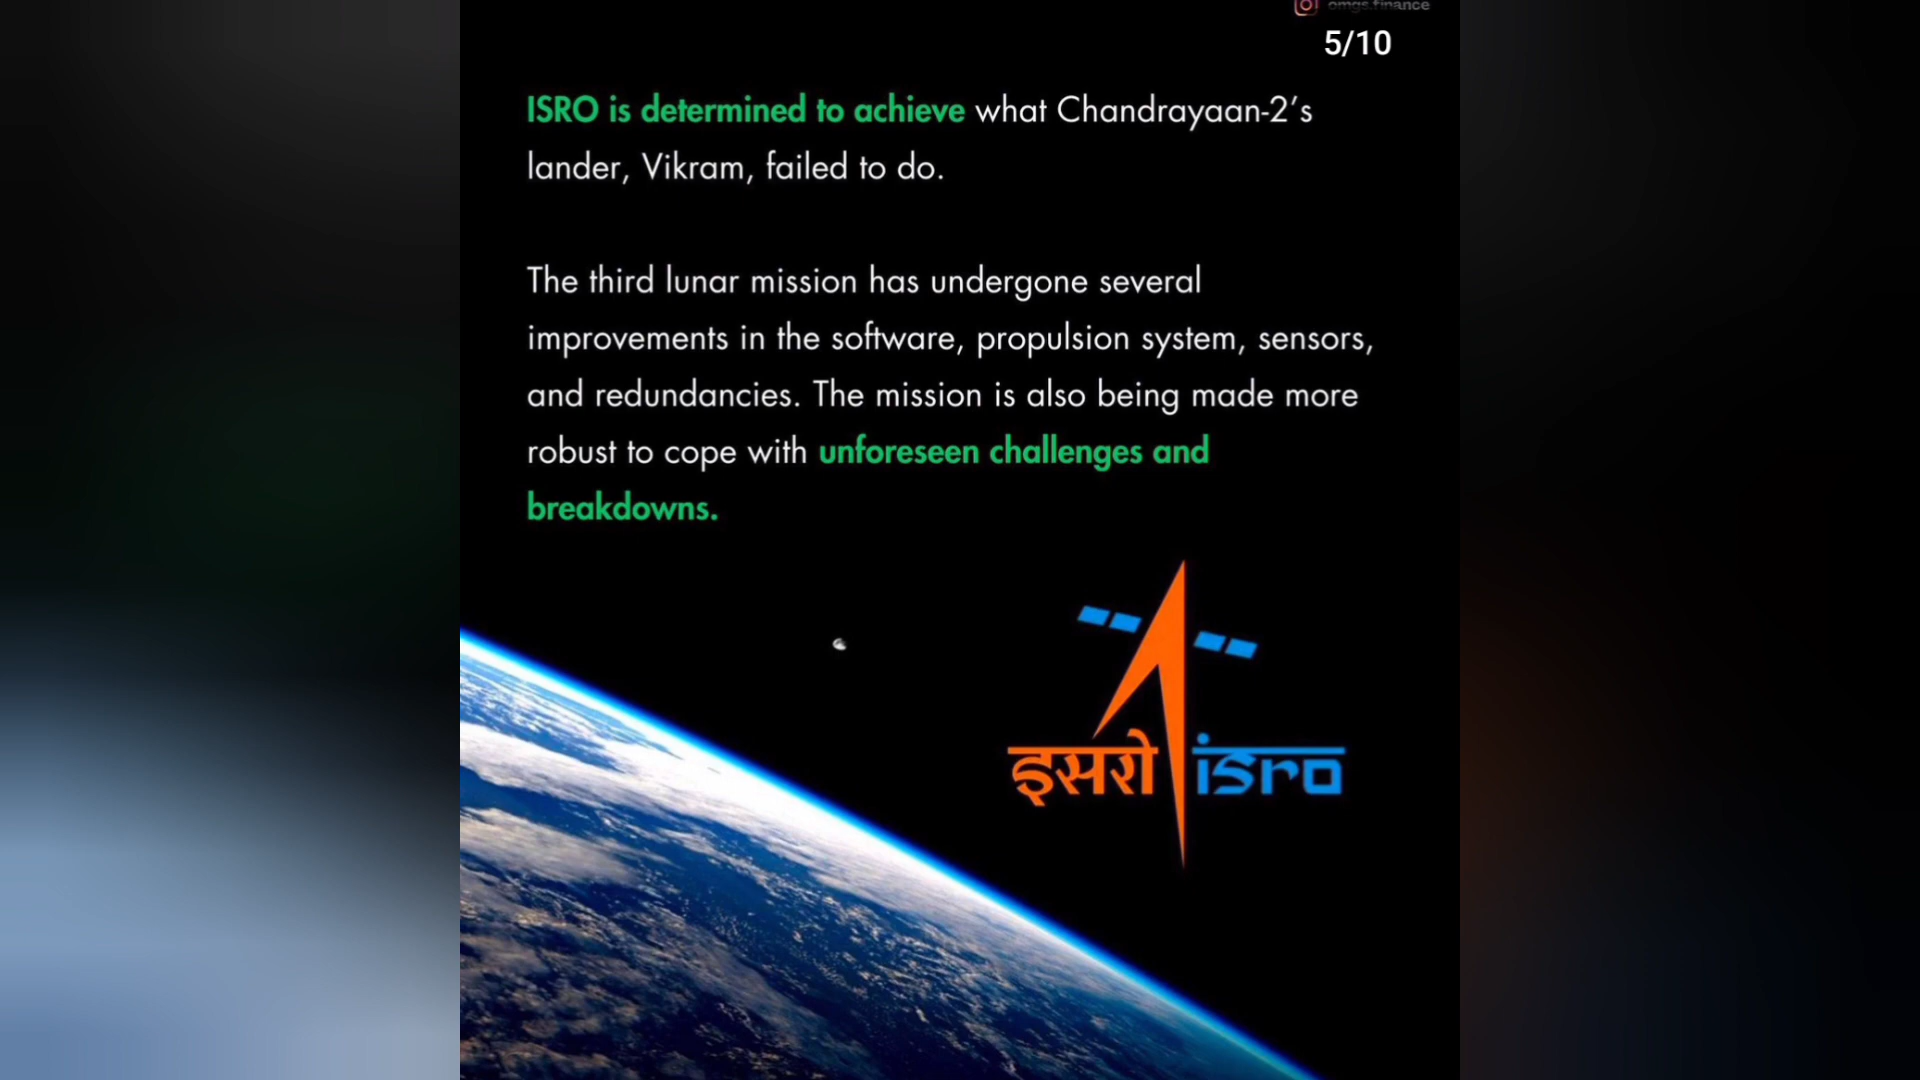 omgs.finance
5/10
ISRO is determined to achieve what Chandrayaan-2’s
lander, Vikram, failed to do.
The third lunar mission has undergone several
improvements in the software, propulsion system, sensors,
and redundancies. The mission is also being made more
robust to cope with unforeseen challenges and
breakdowns.
इसरो isro